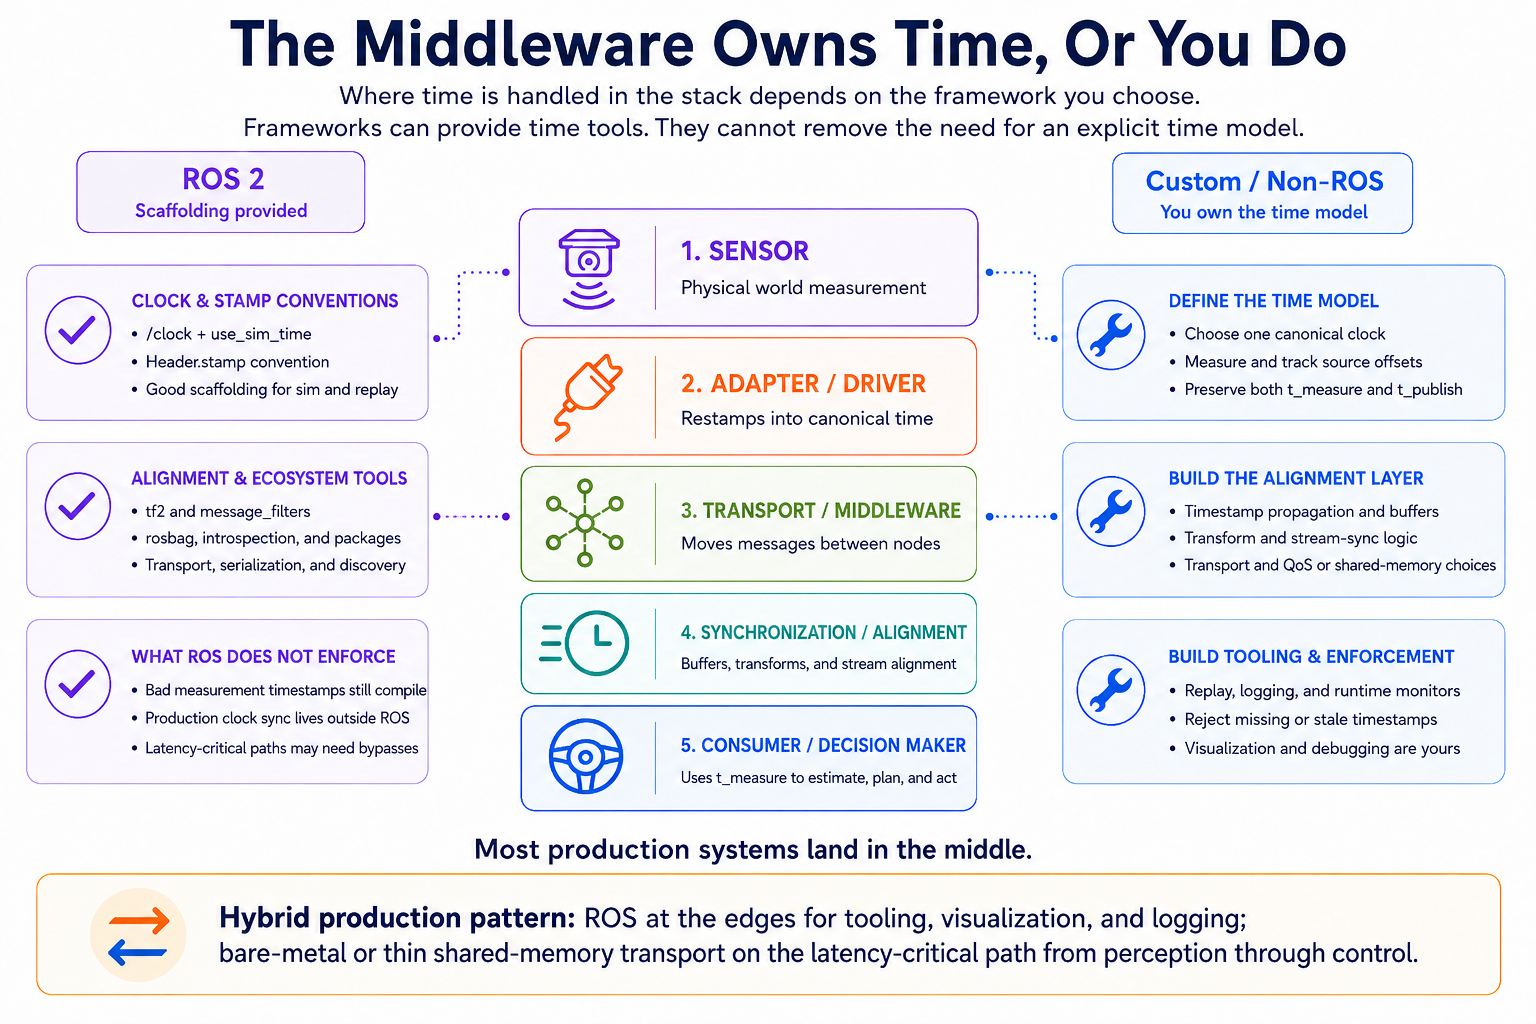 The Middleware Owns Time, Or You Do
Where time is handled in the stack depends on the framework you choose.
Frameworks can provide time tools. They cannot remove the need for an explicit time model.
ROS 2
Scaffolding provided
CLOCK & STAMP CONVENTIONS
• /clock + use_sim_time
• Header.stamp convention
• Good scaffolding for sim and replay
ALIGNMENT & ECOSYSTEM TOOLS
• tf2 and message_filters
• rosbag, introspection, and packages
• Transport, serialization, and discovery
WHAT ROS DOES NOT ENFORCE
• Bad measurement timestamps still compile
• Production clock sync lives outside ROS
• Latency-critical paths may need bypasses
1. SENSOR
Physical world measurement
2. ADAPTER / DRIVER
Restamps into canonical time
3. TRANSPORT / MIDDLEWARE
Moves messages between nodes
4. SYNCHRONIZATION / ALIGNMENT
Buffers, transforms, and stream alignment
5. CONSUMER / DECISION MAKER
Uses t_measure to estimate, plan, and act
Custom / Non-ROS
You own the time model
DEFINE THE TIME MODEL
• Choose one canonical clock
• Measure and track source offsets
• Preserve both t_measure and t_publish
BUILD THE ALIGNMENT LAYER
• Timestamp propagation and buffers
• Transform and stream-sync logic
• Transport and QoS or shared-memory choices
BUILD TOOLING & ENFORCEMENT
• Replay, logging, and runtime monitors
• Reject missing or stale timestamps
• Visualization and debugging are yours
Most production systems land in the middle.
Hybrid production pattern: ROS at the edges for tooling, visualization, and logging;
bare-metal or thin shared-memory transport on the latency-critical path from perception through control.